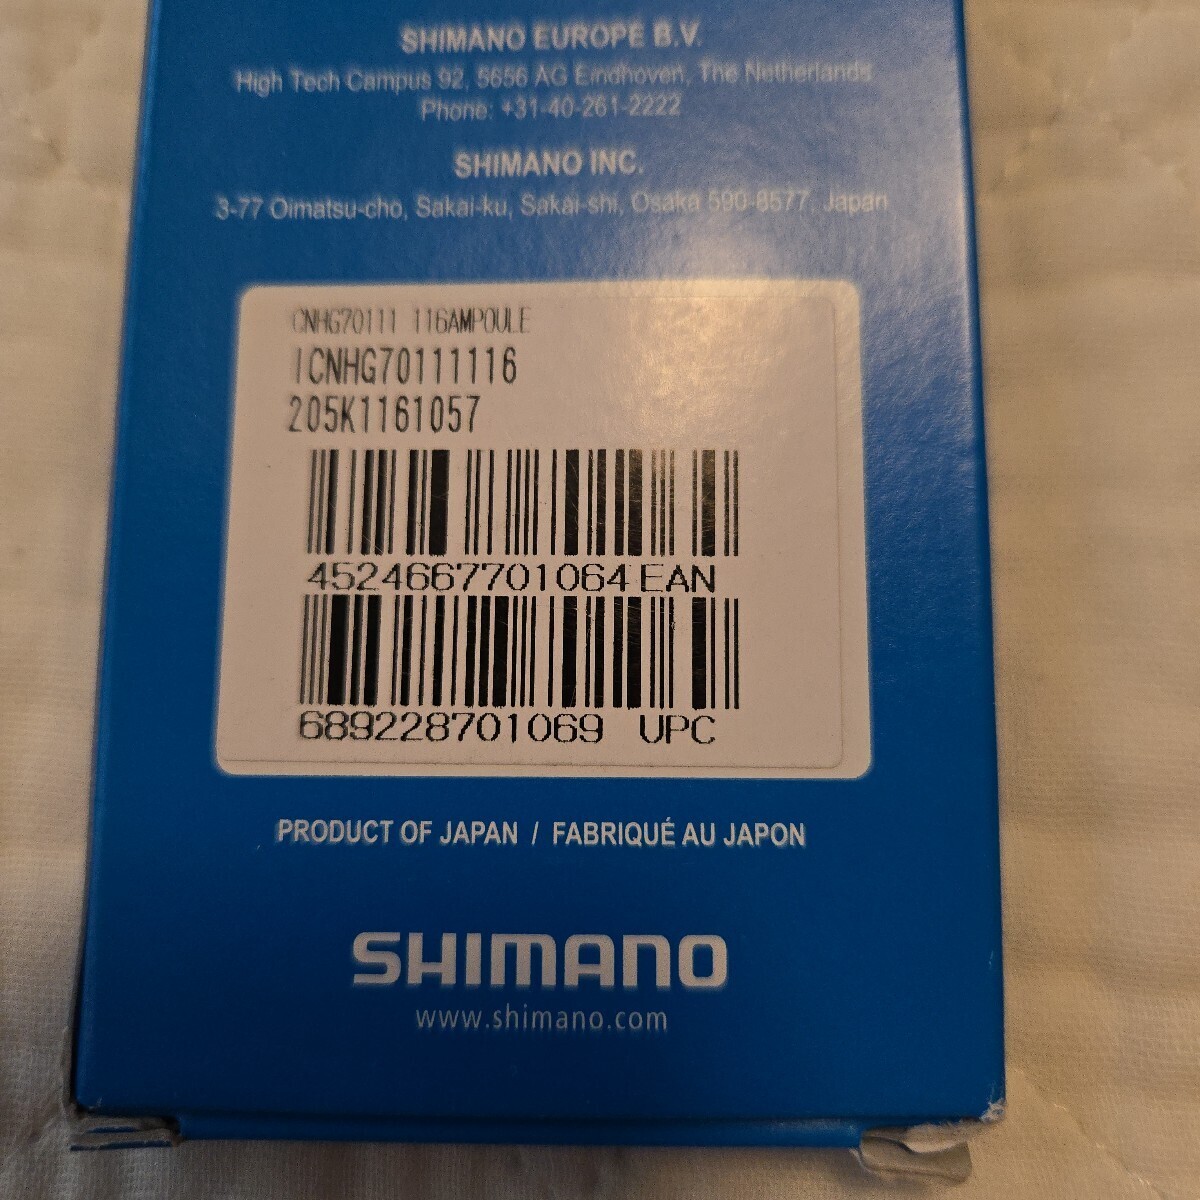 SHIMANO EUROPE B.V.
High Tech Campus 92, 5656 AG Eindhoven, The Netherlands
Phone: +31-40-261-2222
SHIMANO INC.
3-77 Oimatsu-cho, Sakai-ku, Sakai-shi, Osaka 590-8577, Japan
CNHG70111 116AMPOULE
ICNHG70111116
205K1161057
4524667701064 EAN
689228701069 UPC
PRODUCT OF JAPAN / FABRIQUÉ AU JAPON
SHIMANO
www.shimano.com